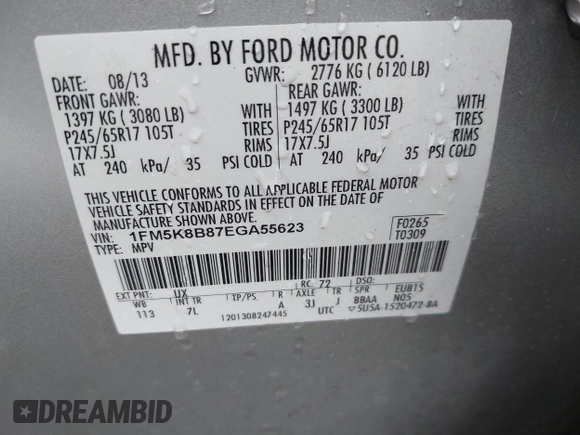 MFD. BY FORD MOTOR CO.
DATE: 08/13 GVWR: 2776 KG ( 6120 LB)
FRONT GAWR: REAR GAWR:
1397 KG ( 3080 LB) WITH 1497 KG ( 3300 LB) WITH
P245/65R17 105T TIRES P245/65R17 105T TIRES
17X7.5J RIMS 17X7.5J RIMS
AT 240 kPa/ 35 PSI COLD AT 240 kPa/ 35 PSI COLD
THIS VEHICLE CONFORMS TO ALL APPLICABLE FEDERAL MOTOR
VEHICLE SAFETY STANDARDS IN EFFECT ON THE DATE OF
MANUFACTURE SHOWN ABOVE.
VIN: 1FM5K8B87EGA55623 F0265
TYPE: MPV T0309
EXT PNT: UX RC: 72 DSO:
WB INT TR TP/PS R AXLE TR SPR EUB15
113 7L A 3J J BBAA N05
1201308247445 UTC 5U5A-1520472-BA
DREAMBID